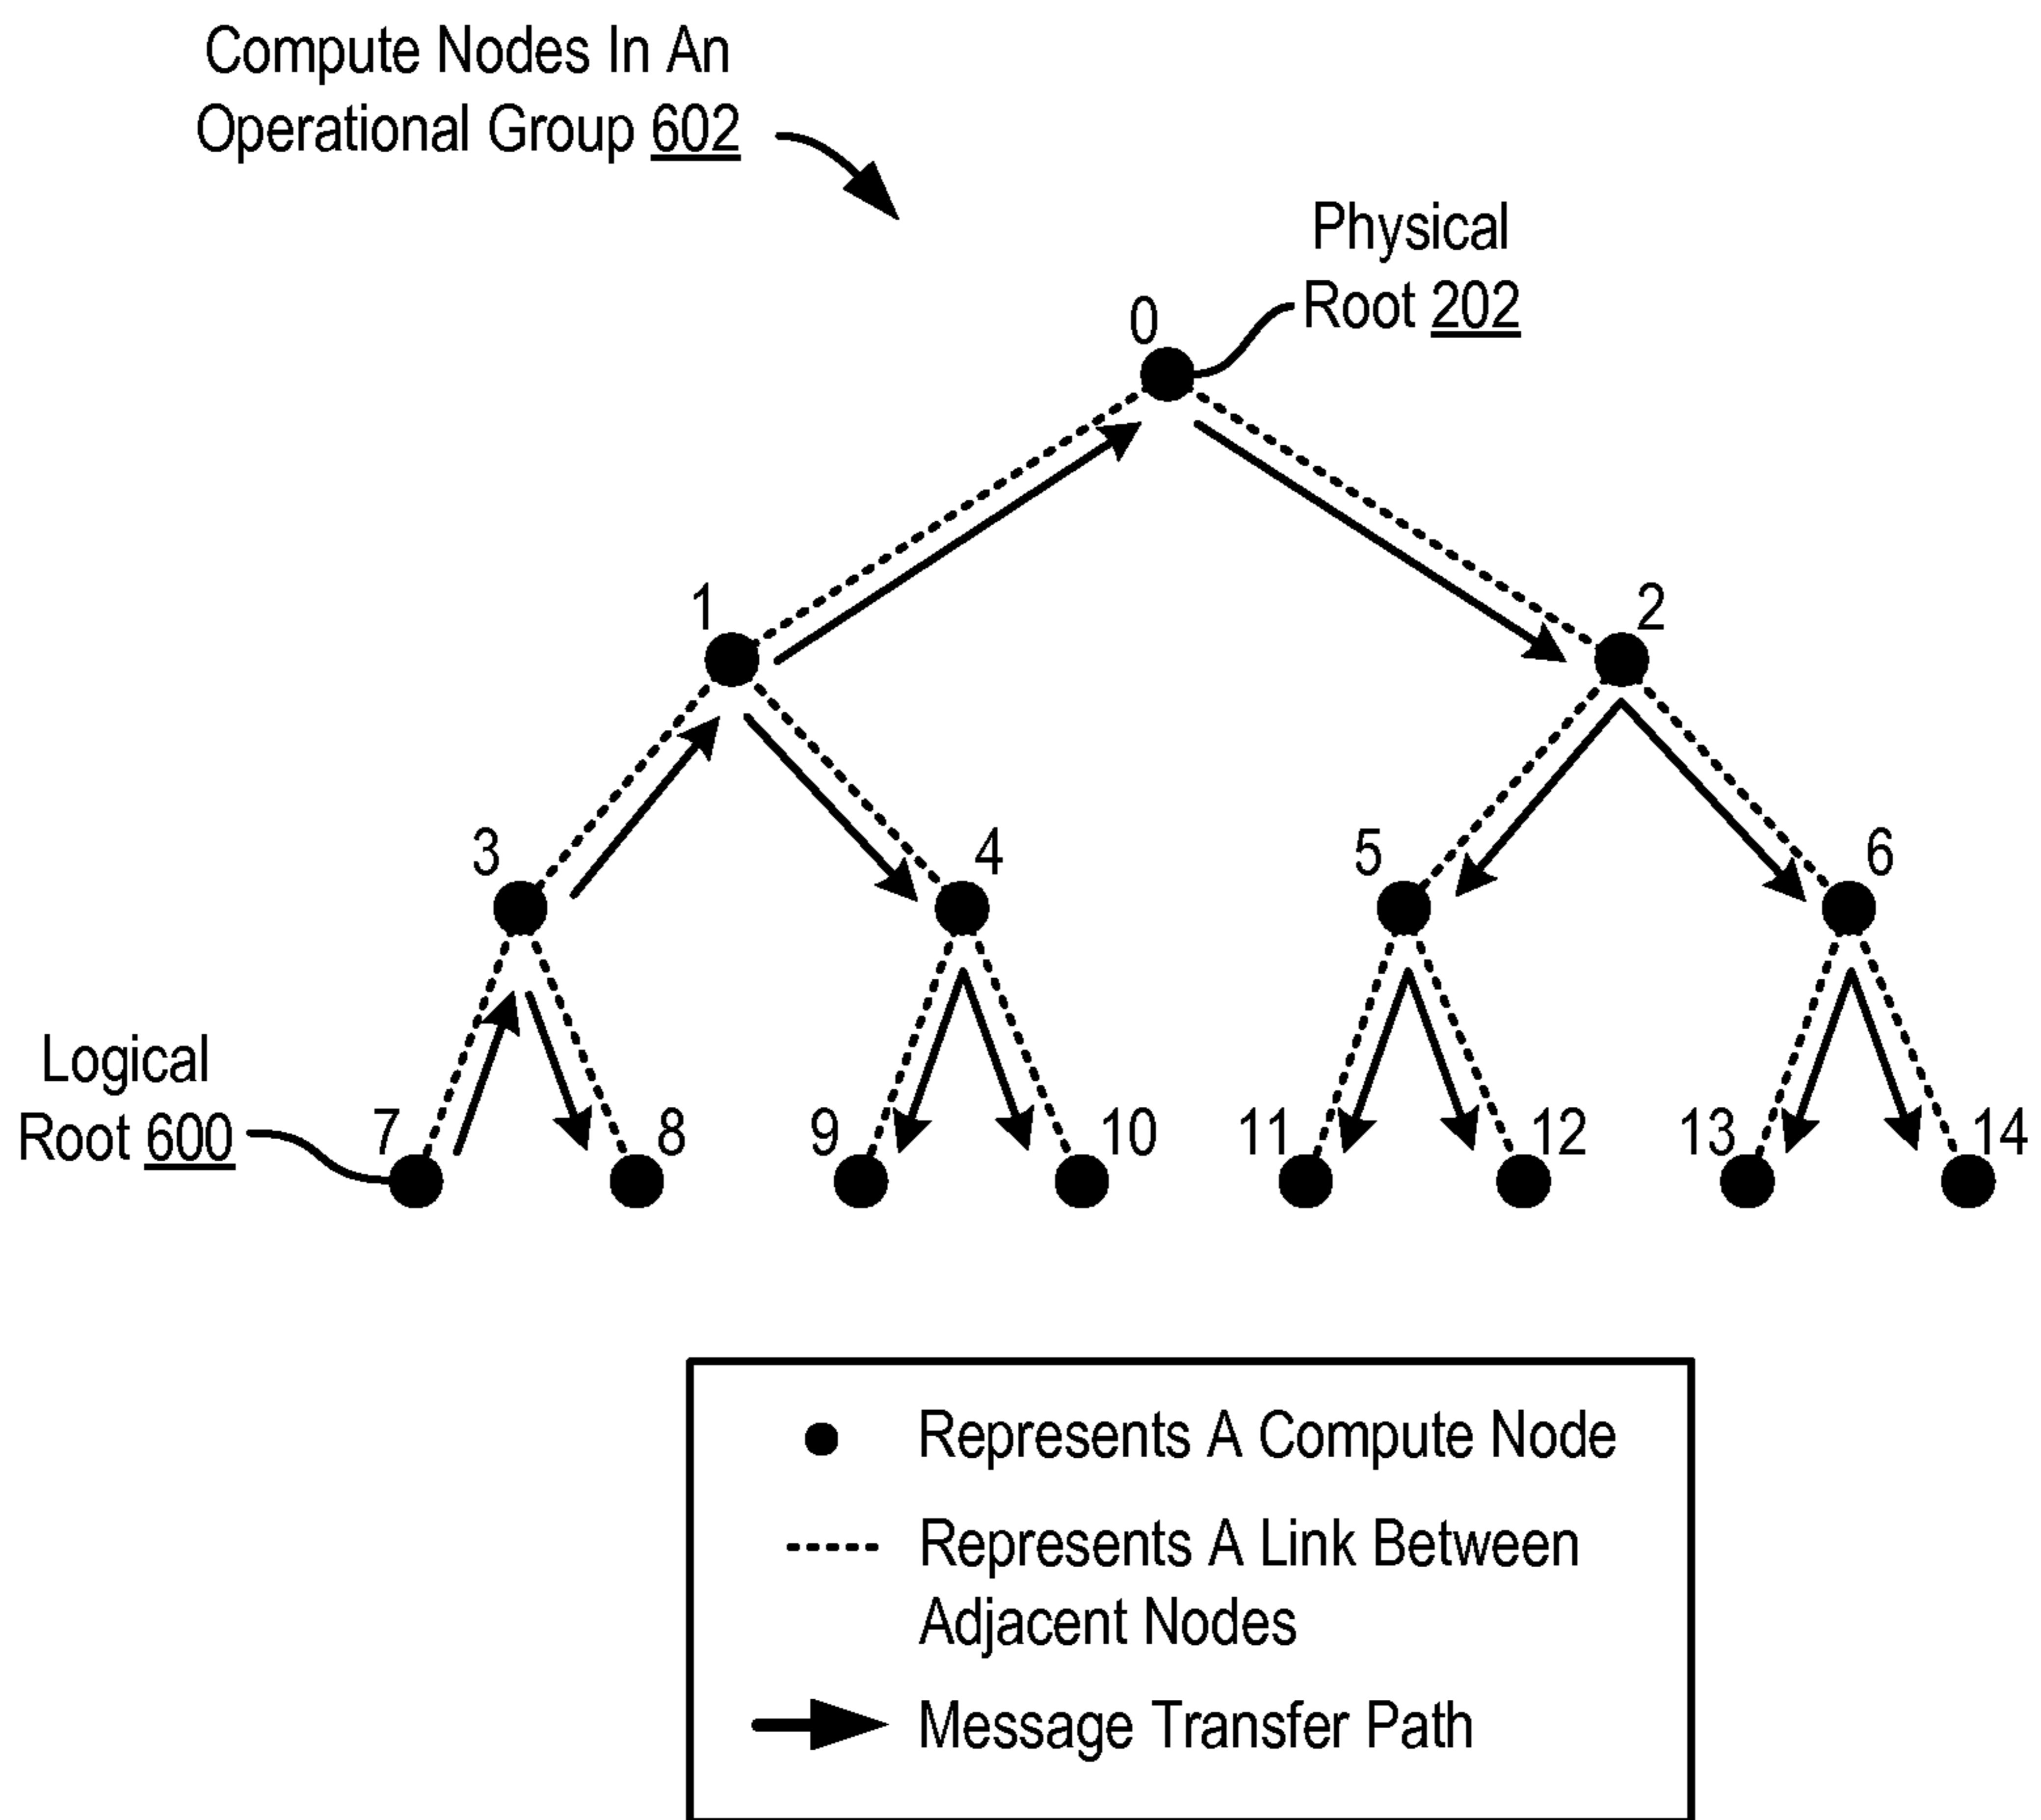 Compute Nodes In An
Operational Group 602
Physical
Root 202
0
1
2
3
4
5
6
Logical
Root 600
7
8
9
10
11
12
13
14
Represents A Compute Node
Represents A Link Between
Adjacent Nodes
Message Transfer Path